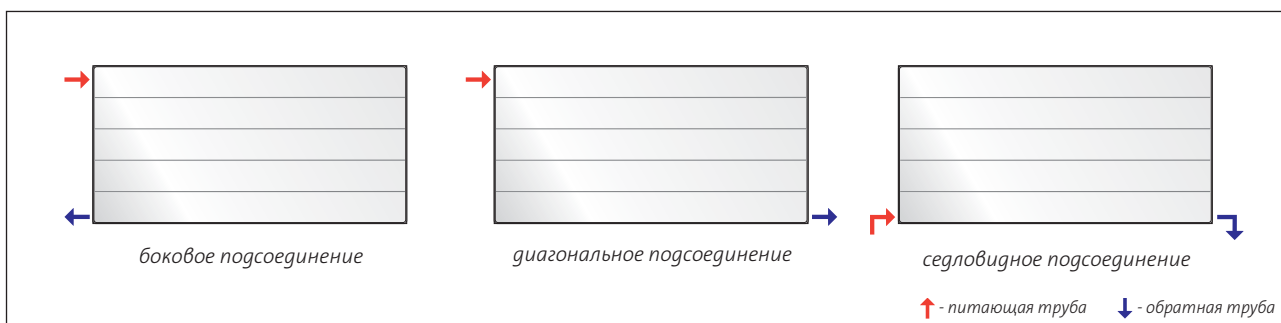 боковое подсоединение
диагональное подсоединение
седловидное подсоединение
- питающая труба
- обратная труба